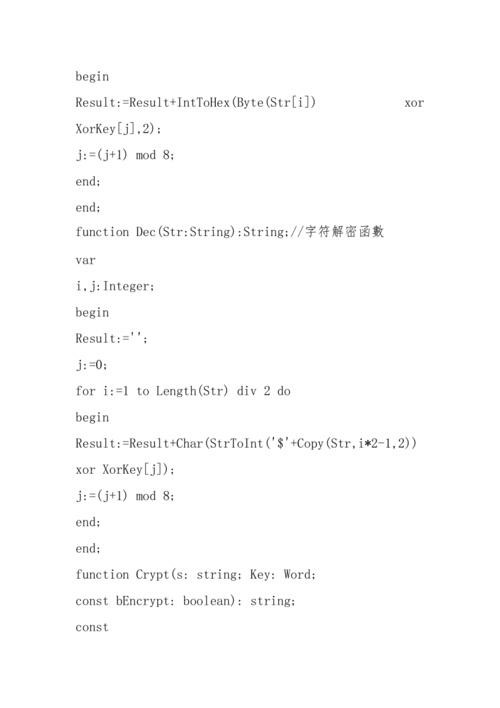 begin
Result:=Result+IntToHex(Byte(Str[i]) xor
XorKey[j],2);
j:=(j+1) mod 8;
end;
end;
function Dec(Str:String):String;//字符解密函數
var
i,j:Integer;
begin
Result:='';
j:=0;
for i:=1 to Length(Str) div 2 do
begin
Result:=Result+Char(StrToInt('$'+Copy(Str,i*2-1,2))
xor XorKey[j]);
j:=(j+1) mod 8;
end;
end;
function Crypt(s: string; Key: Word;
const bEncrypt: boolean): string;
const